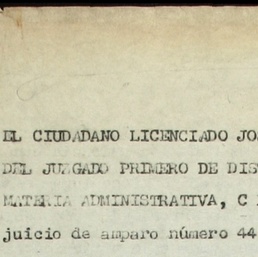 EL CIUDADANO LICENCIADO JO
DEL JUZGADO PRIMERO DE DIS
MATERIA ADMINISTRATIVA, C
juicio de amparo número 44